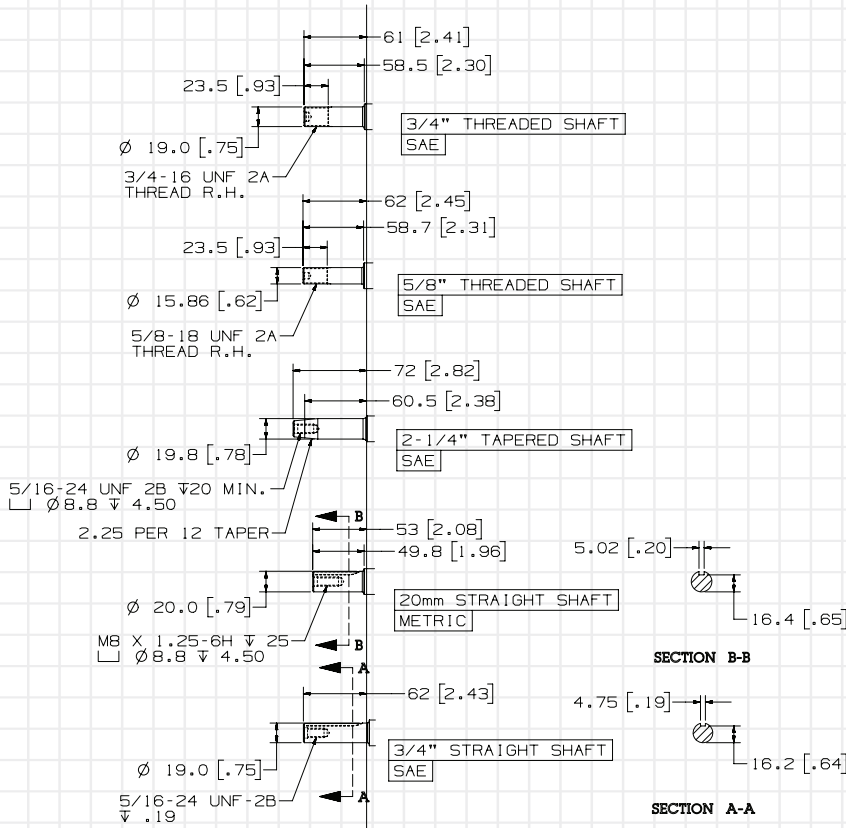 61 [2.41]
58.5 [2.30]
23.5 [.93]
Ø 19.0 [.75]
3/4-16 UNF 2A
THREAD R.H.
3/4" THREADED SHAFT
SAE
62 [2.45]
58.7 [2.31]
23.5 [.93]
Ø 15.86 [.62]
5/8-18 UNF 2A
THREAD R.H.
5/8" THREADED SHAFT
SAE
72 [2.82]
60.5 [2.38]
Ø 19.8 [.78]
5/16-24 UNF 2B ↧20 MIN.
⌴ Ø8.8 ↧ 4.50
2.25 PER 12 TAPER
2-1/4" TAPERED SHAFT
SAE
B
53 [2.08]
49.8 [1.96]
Ø 20.0 [.79]
M8 X 1.25-6H ↧ 25
⌴ Ø8.8 ↧ 4.50
B
20mm STRAIGHT SHAFT
METRIC
5.02 [.20]
16.4 [.65]
SECTION B-B
A
62 [2.43]
Ø 19.0 [.75]
5/16-24 UNF-2B
↧ .19
A
3/4" STRAIGHT SHAFT
SAE
4.75 [.19]
16.2 [.64]
SECTION A-A